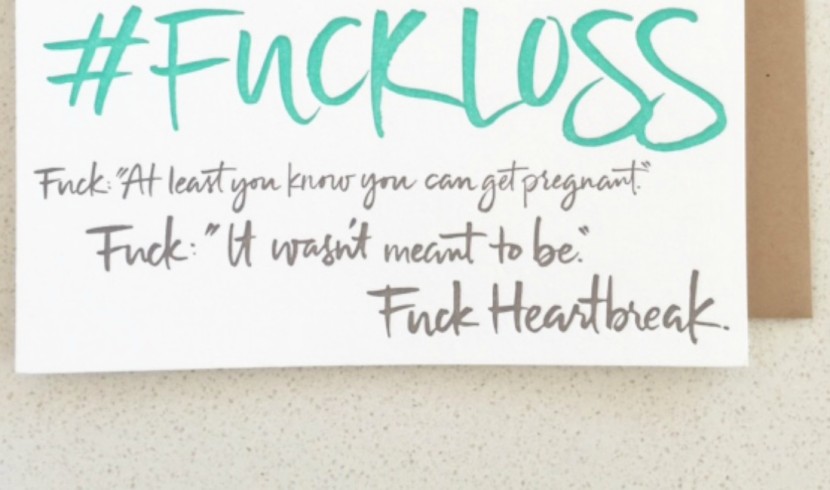 #FUCKLOSS
Fuck: "At least you know you can get pregnant."
Fuck: "It wasn't meant to be."
Fuck Heartbreak.